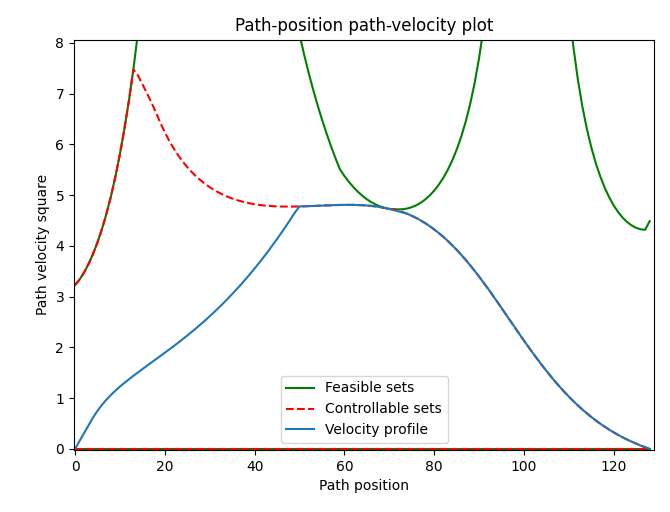 Path-position path-velocity plot
Path velocity square
8
7
6
5
4
3
2
1
0
Feasible sets
Controllable sets
Velocity profile
0 20 40 60 80 100 120
Path position